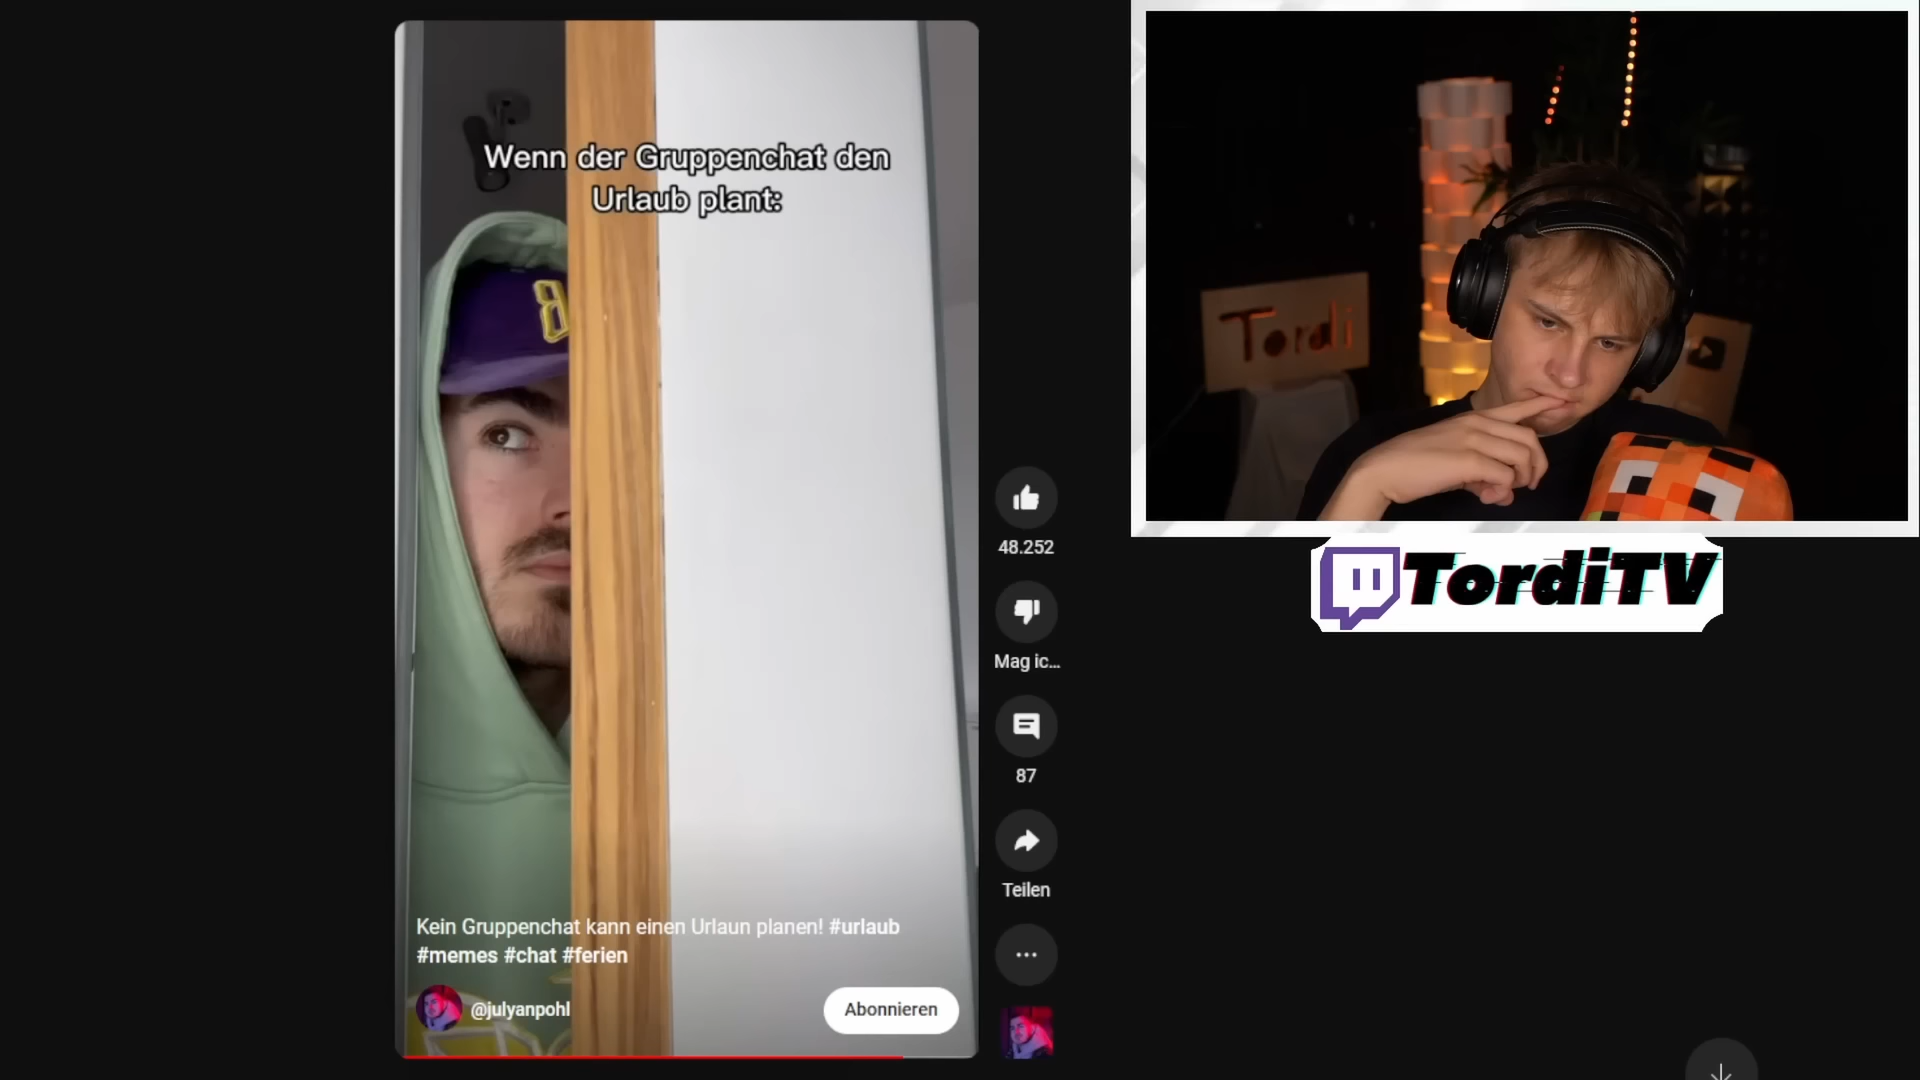 Wenn der Gruppenchat den
Urlaub plant:
Tordi
48.252
Mag ic...
TordiTV
87
Teilen
Kein Gruppenchat kann einen Urlaun planen! #urlaub
#memes #chat #ferien
@julyanpohl
Abonnieren